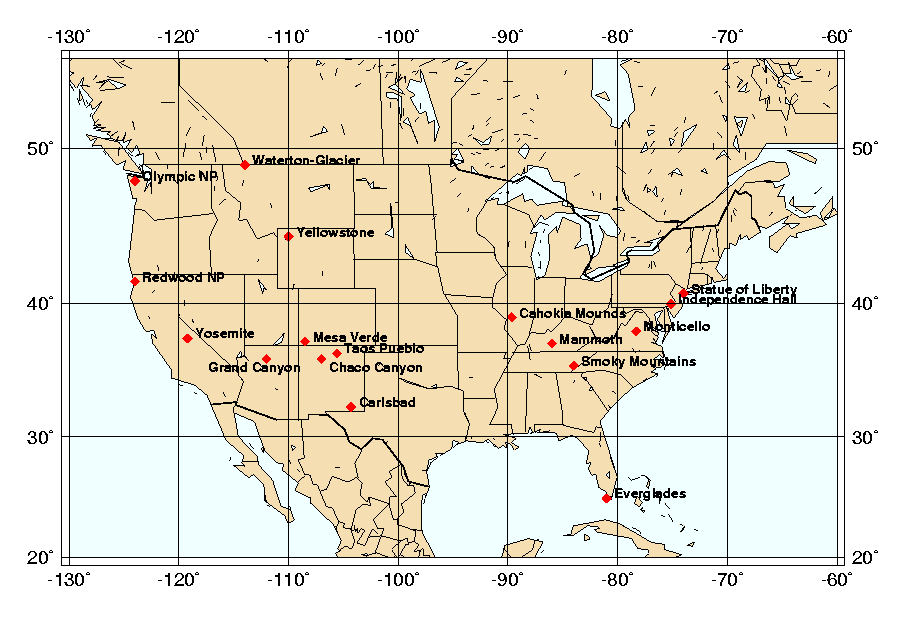 -130° -120° -110° -100° -90° -80° -70° -60°
50° 50°
Waterton-Glacier
Olympic NP
Yellowstone
Redwood NP
Statue of Liberty
40° Independence Hall 40°
Cahokia Mounds
Monticello
Yosemite
Mesa Verde
Mammoth
Taos Pueblo
Smoky Mountains
Grand Canyon Chaco Canyon
Carlsbad
30° 30°
Everglades
20° 20°
-130° -120° -110° -100° -90° -80° -70° -60°